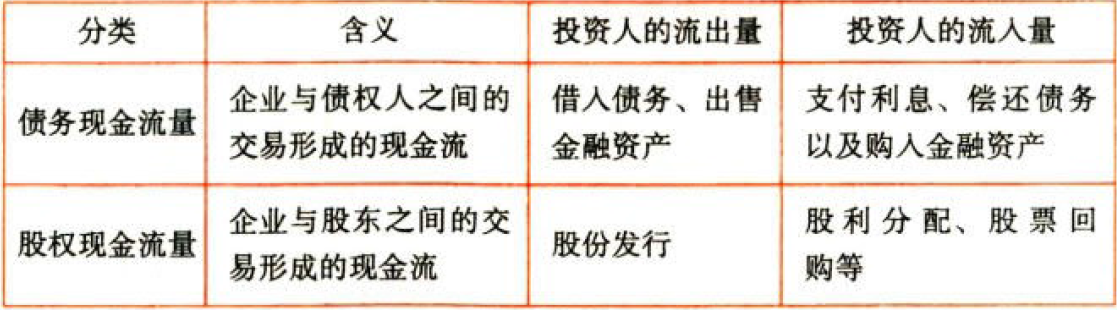 分类
含义
投资人的流出量
投资人的流入量
债务现金流量
企业与债权人之间的
交易形成的现金流
借入债务、出售
金融资产
支付利息、偿还债务
以及购入金融资产
股权现金流量
企业与股东之间的交
易形成的现金流
股份发行
股利分配、股票回
购等